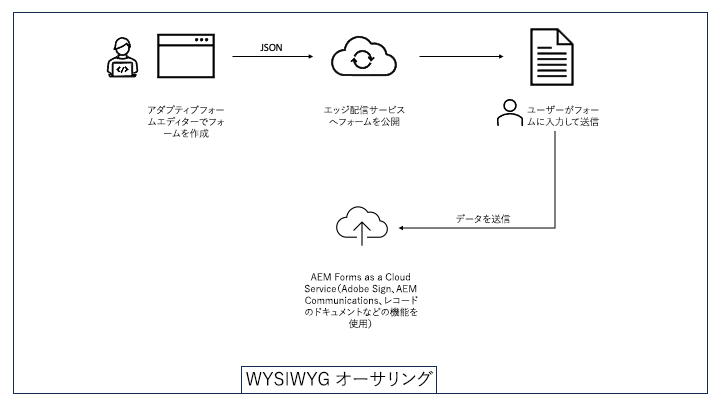 JSON
アダプティブフォー
ムエディターでフォ
ームを作成
エッジ配信サービス
へフォームを公開
ユーザーがフォー
ムに入力して送信
データを送信
AEM Forms as a Cloud
Service（Adobe Sign、AEM
Communications、レコード
のドキュメントなどの機能を
使用）
WYSIWYG オーサリング